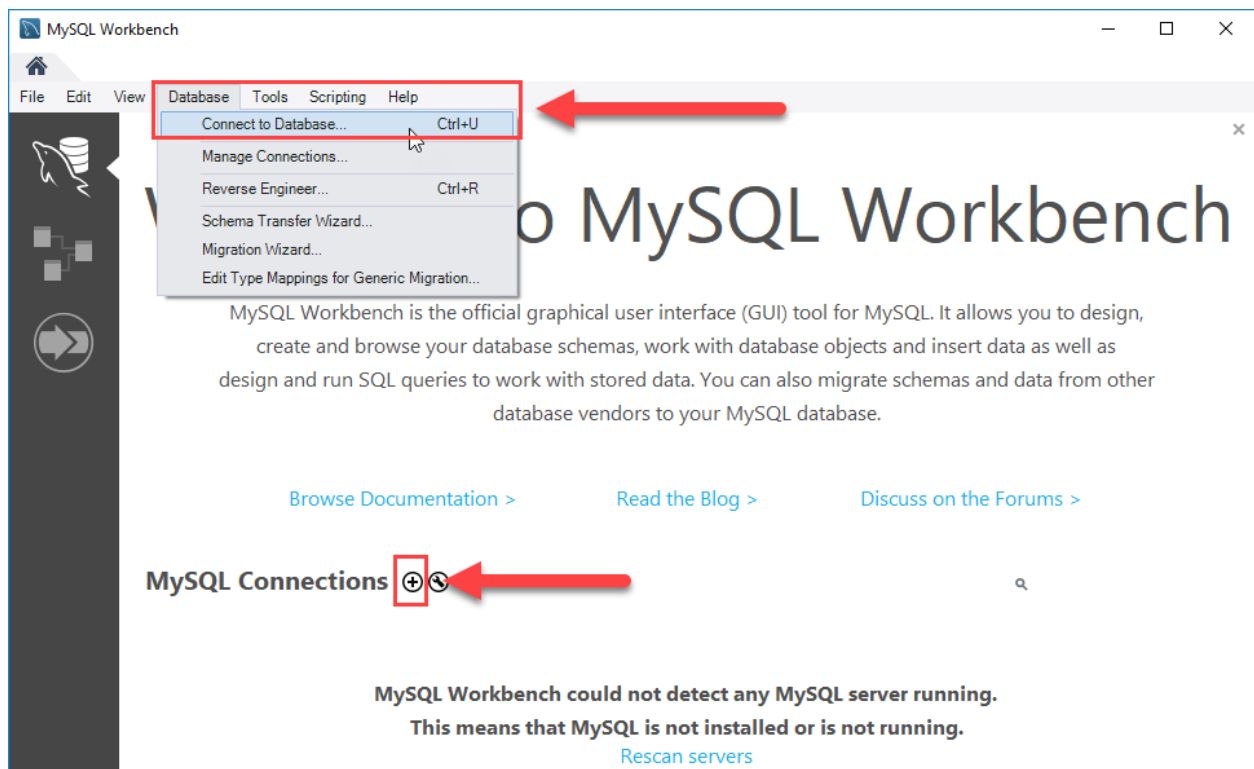 MySQL Workbench
File Edit View Database Tools Scripting Help
Connect to Database... Ctrl+U
Manage Connections...
Reverse Engineer... Ctrl+R
Schema Transfer Wizard...
Migration Wizard...
Edit Type Mappings for Generic Migration...
o MySQL Workbench
MySQL Workbench is the official graphical user interface (GUI) tool for MySQL. It allows you to design,
create and browse your database schemas, work with database objects and insert data as well as
design and run SQL queries to work with stored data. You can also migrate schemas and data from other
database vendors to your MySQL database.
Browse Documentation > Read the Blog > Discuss on the Forums >
MySQL Connections
MySQL Workbench could not detect any MySQL server running.
This means that MySQL is not installed or is not running.
Rescan servers